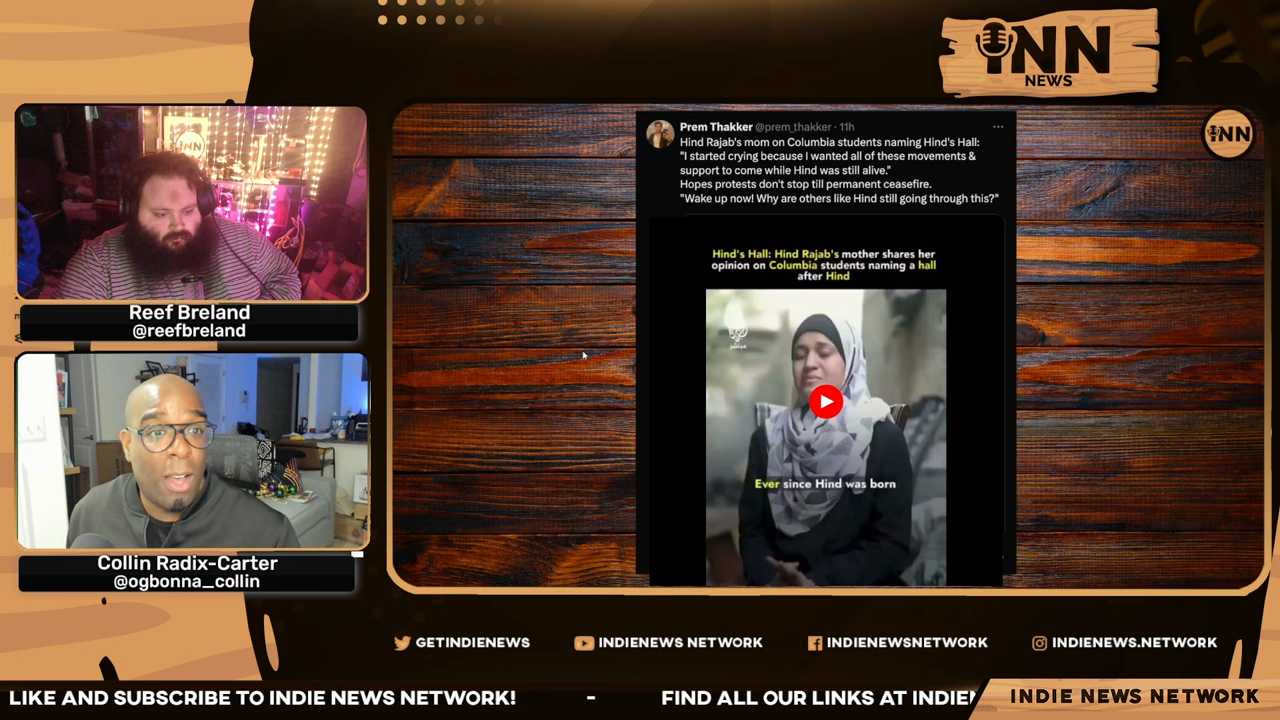 INN
NEWS
INN
Prem Thakker @prem_thakker · 11h
Hind Rajab's mom on Columbia students naming Hind's Hall:
"I started crying because I wanted all of these movements &
support to come while Hind was still alive."
Hopes protests don't stop till permanent ceasefire.
"Wake up now! Why are others like Hind still going through this?"
Hind's Hall: Hind Rajab's mother shares her
opinion on Columbia students naming a hall
after Hind
مباشر
Ever since Hind was born
INN
Reef Breland
@reefbreland
Collin Radix-Carter
@ogbonna_collin
GETINDIENEWS
INDIENEWS NETWORK
INDIENEWSNETWORK
INDIENEWS.NETWORK
LIKE AND SUBSCRIBE TO INDIE NEWS NETWORK! - FIND ALL OUR LINKS AT
INDIE NEWS NETWORK